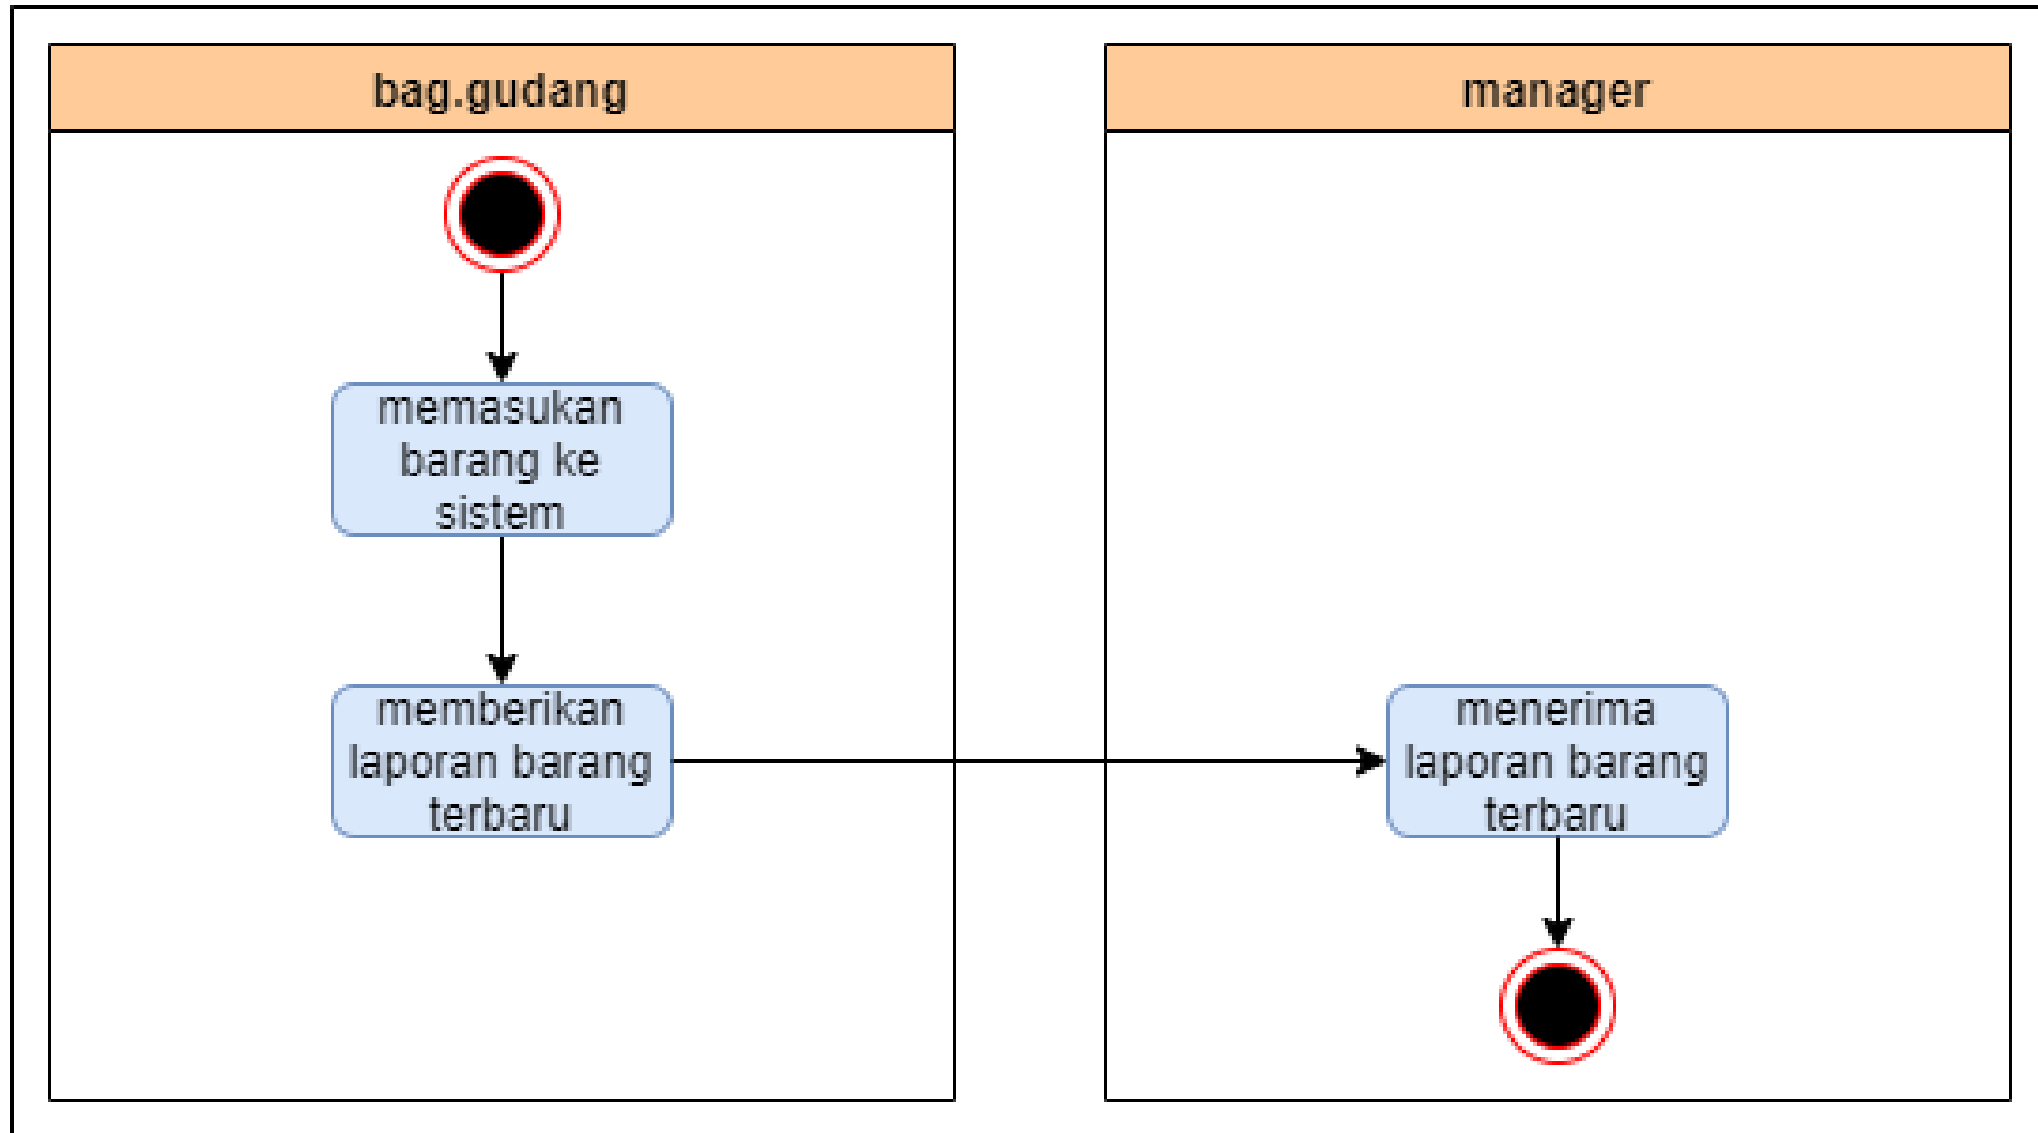 bag.gudang
manager
memasukan
barang ke
sistem
memberikan
laporan barang
terbaru
menerima
laporan barang
terbaru